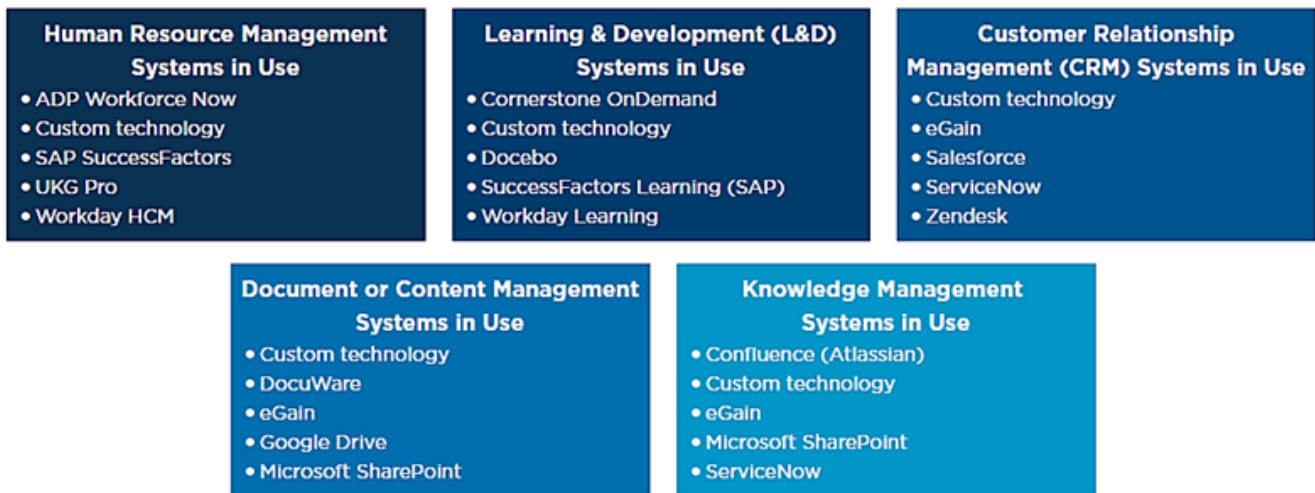 Human Resource Management
Systems in Use
• ADP Workforce Now
• Custom technology
• SAP SuccessFactors
• UKG Pro
• Workday HCM
Learning & Development (L&D)
Systems in Use
• Cornerstone OnDemand
• Custom technology
• Docebo
• SuccessFactors Learning (SAP)
• Workday Learning
Customer Relationship
Management (CRM) Systems in Use
• Custom technology
• eGain
• Salesforce
• ServiceNow
• Zendesk
Document or Content Management
Systems in Use
• Custom technology
• DocuWare
• eGain
• Google Drive
• Microsoft SharePoint
Knowledge Management
Systems in Use
• Confluence (Atlassian)
• Custom technology
• eGain
• Microsoft SharePoint
• ServiceNow